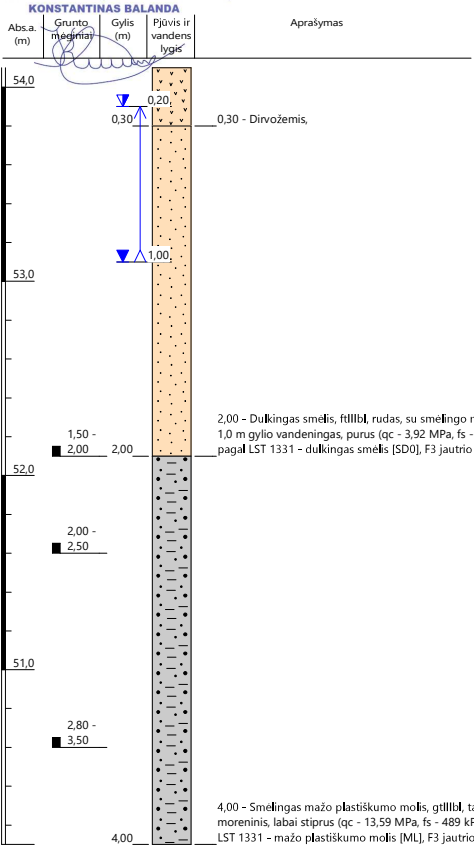 KONSTANTINAS BALANDA
Abs.a. (m)
Grunto mėginiai
Gylis (m)
Pjūvis ir vandens lygis
Aprašymas
54,0
0,20
0,30
0,30 - Dirvožemis,
1,00
53,0
2,00 - Dulkingas smėlis, ftIIIbl, rudas, su smėlingo
1,0 m gylio vandeningas, purus (qc - 3,92 MPa, fs -
pagal LST 1331 - dulkingas smėlis [SD0], F3 jautrio
1,50 -
2,00
2,00
52,0
2,00 -
2,50
51,0
2,80 -
3,50
4,00 - Smėlingas mažo plastiškumo molis, gtIIIbl,
moreninis, labai stiprus (qc - 13,59 MPa, fs - 489
LST 1331 - mažo plastiškumo molis [ML], F3 jautrio
4,00